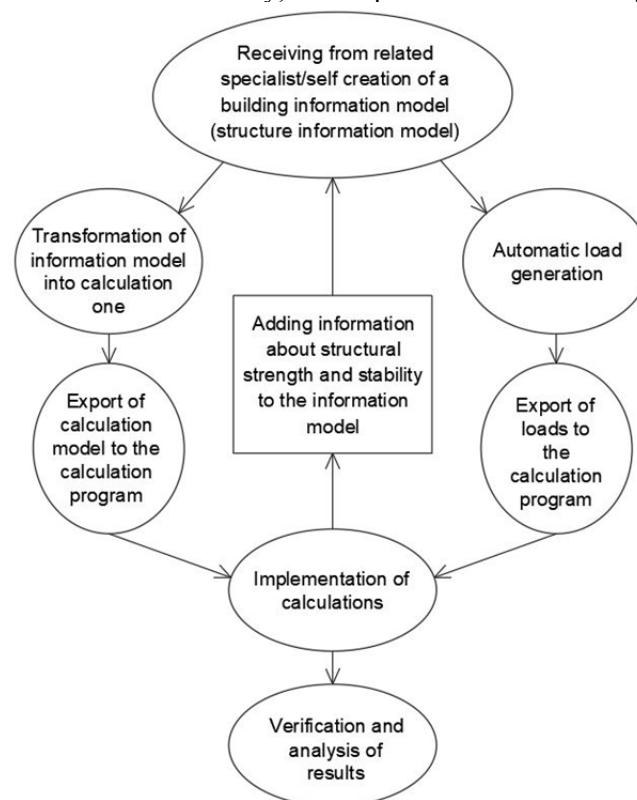 Receiving from related
specialist/self creation of a
building information model
(structure information model)
Transformation of
information model
into calculation
one
Automatic load
generation
Adding information
about structural
strength and stability
to the information
model
Export of
calculation
model to the
calculation
program
Export of
loads to
the
calculation
program
Implementation of
calculations
Verification and
analysis of
results